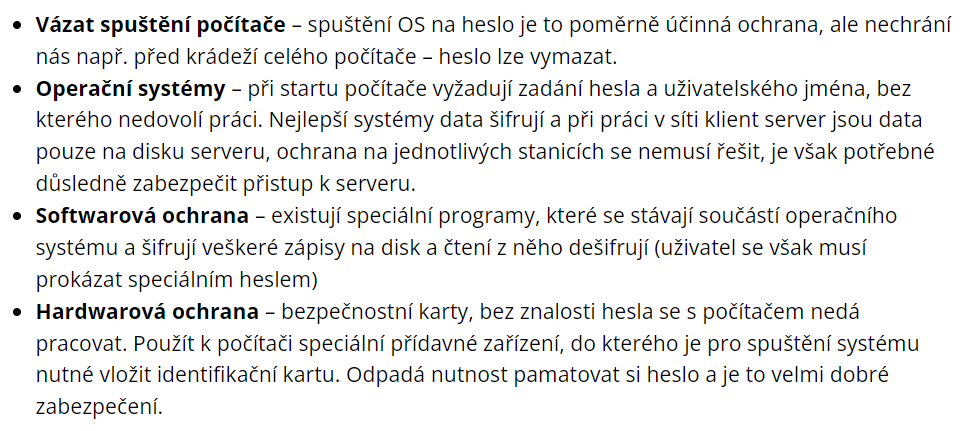 • Vázat spuštění počítače – spuštění OS na heslo je to poměrně účinná ochrana, ale nechrání
nás např. před krádeží celého počítače – heslo lze vymazat.
• Operační systémy – při startu počítače vyžadují zadání hesla a uživatelského jména, bez
kterého nedovolí práci. Nejlepší systémy data šifrují a při práci v síti klient server jsou data
pouze na disku serveru, ochrana na jednotlivých stanicích se nemusí řešit, je však potřebné
důsledně zabezpečit přistup k serveru.
• Softwarová ochrana – existují speciální programy, které se stávají součástí operačního
systému a šifrují veškeré zápisy na disk a čtení z něho dešifrují (uživatel se však musí
prokázat speciálním heslem)
• Hardwarová ochrana – bezpečnostní karty, bez znalosti hesla se s počítačem nedá
pracovat. Použít k počítači speciální přídavné zařízení, do kterého je pro spuštění systému
nutné vložit identifikační kartu. Odpadá nutnost pamatovat si heslo a je to velmi dobré
zabezpečení.